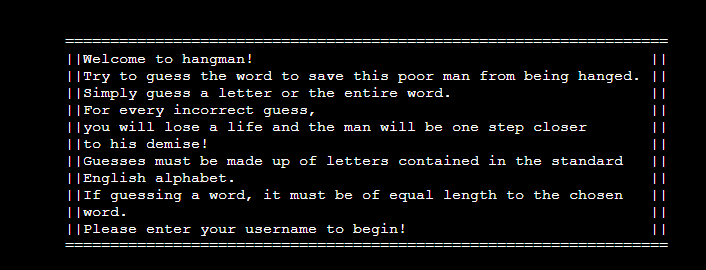 ===================================================================
||Welcome to hangman!                                            ||
||Try to guess the word to save this poor man from being hanged. ||
||Simply guess a letter or the entire word.                      ||
||For every incorrect guess,                                     ||
||you will lose a life and the man will be one step closer       ||
||to his demise!                                                 ||
||Guesses must be made up of letters contained in the standard   ||
||English alphabet.                                              ||
||If guessing a word, it must be of equal length to the chosen   ||
||word.                                                          ||
||Please enter your username to begin!                           ||
===================================================================